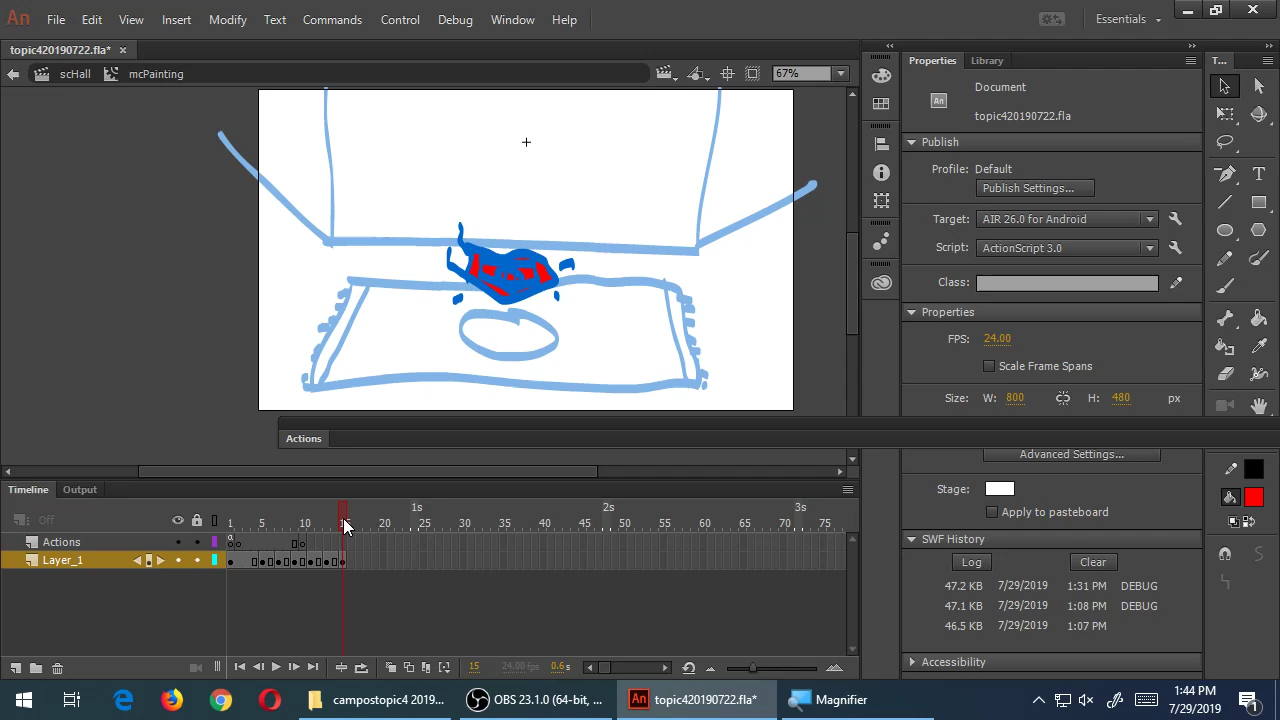 An File Edit View Insert Modify Text Commands Control Debug Window Help Essentials
topic420190722.fla* ×
scHall mcPainting 67%
Properties Library T...
Document
An topic420190722.fla
Publish
Profile: Default
Publish Settings...
Target: AIR 26.0 for Android
Script: ActionScript 3.0
Class:
Properties
FPS: 24.00
Scale Frame Spans
Size: W: 800 H: 480 px
Actions
Advanced Settings...
Stage:
Apply to pasteboard
SWF History
Log Clear
47.2 KB 7/29/2019 1:31 PM DEBUG
47.1 KB 7/29/2019 1:08 PM DEBUG
46.5 KB 7/29/2019 1:07 PM
Accessibility
Timeline Output
1s 2s 3s
Off 1 5 10 15 20 25 30 35 40 45 50 55 60 65 70 75
Actions
a
Layer_1
15 24.00 fps 0.6 s
campostopic4 2019... OBS 23.1.0 (64-bit, ... An topic420190722.fla* Magnifier
1:44 PM
7/29/2019
1